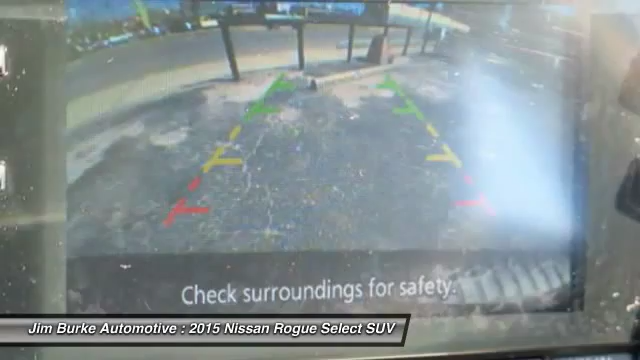 Check surroundings for safety.
Jim Burke Automotive : 2015 Nissan Rogue Select SUV